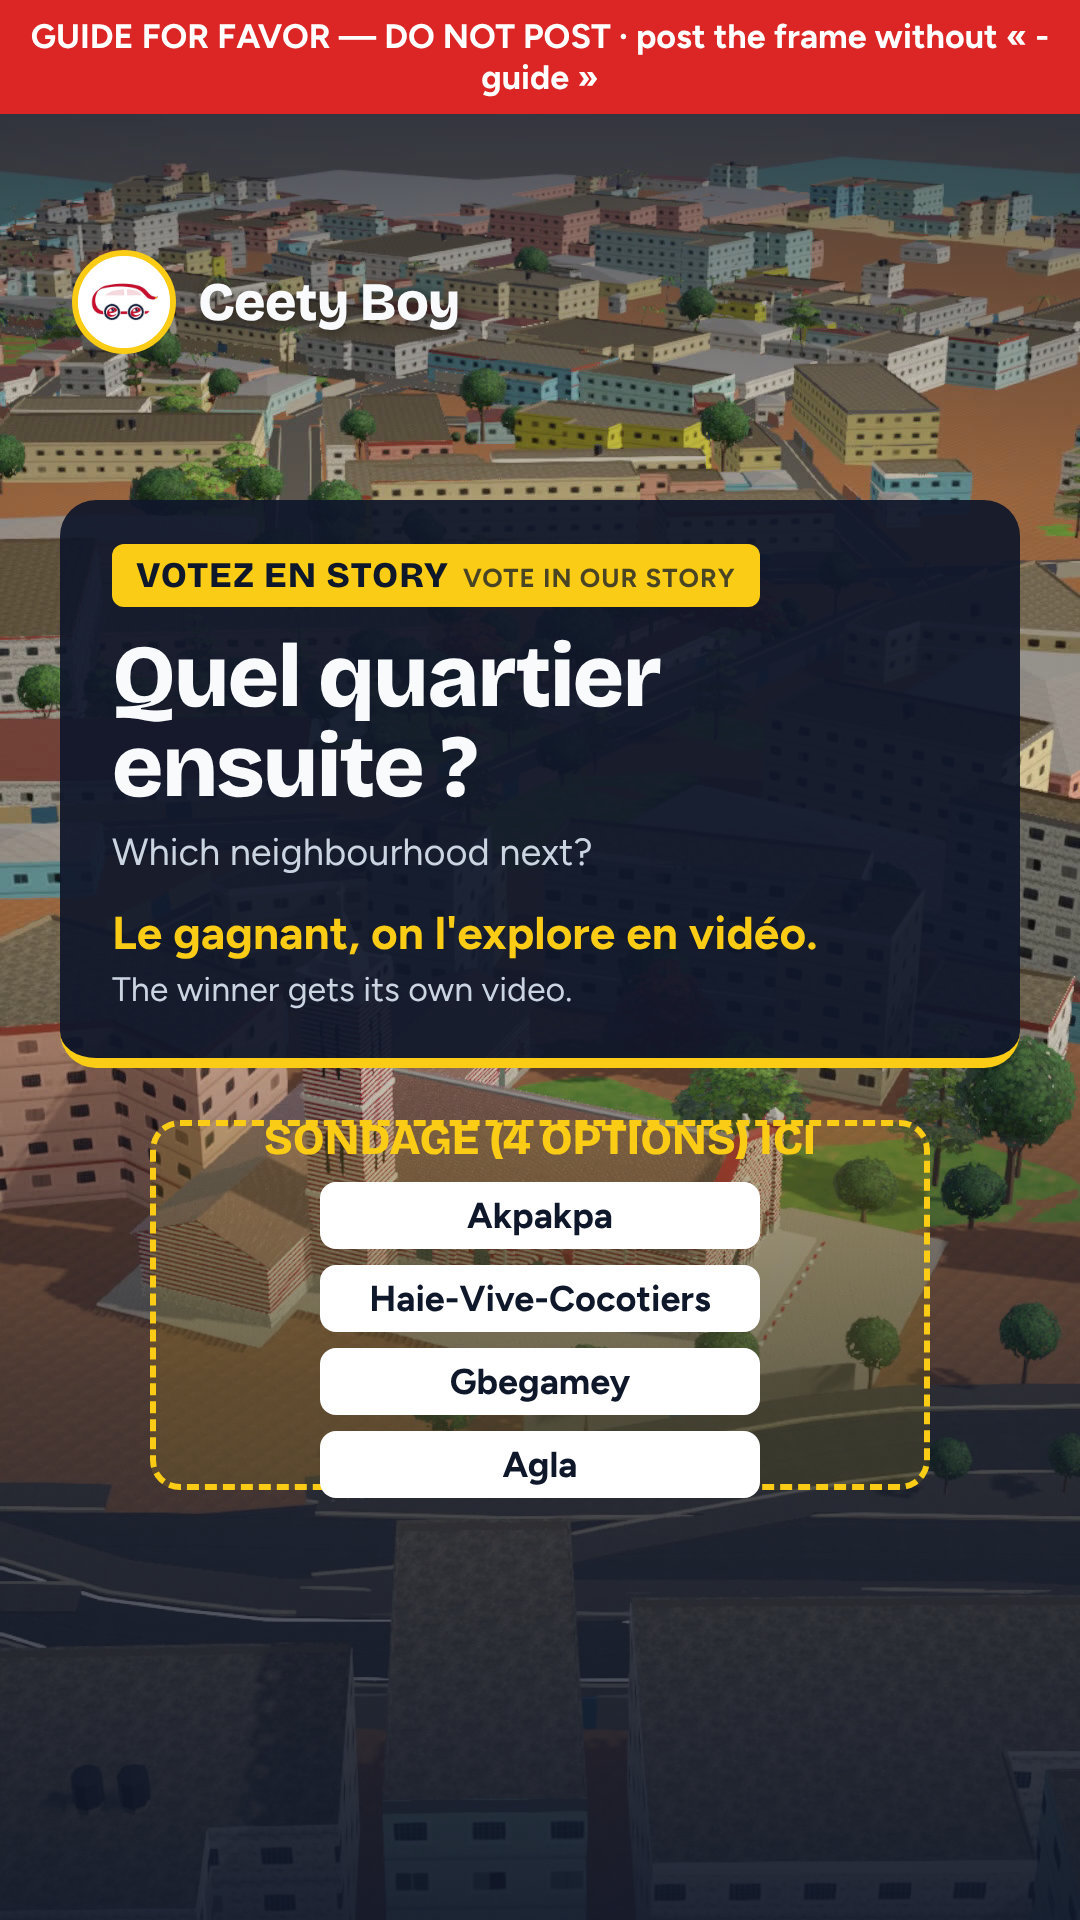 GUIDE FOR FAVOR — DO NOT POST · post the frame without « -
guide »
Ceety Boy
VOTEZ EN STORY VOTE IN OUR STORY
Quel quartier
ensuite ?
Which neighbourhood next?
Le gagnant, on l'explore en vidéo.
The winner gets its own video.
SONDAGE (4 OPTIONS) ICI
Akpakpa
Haie-Vive-Cocotiers
Gbegamey
Agla